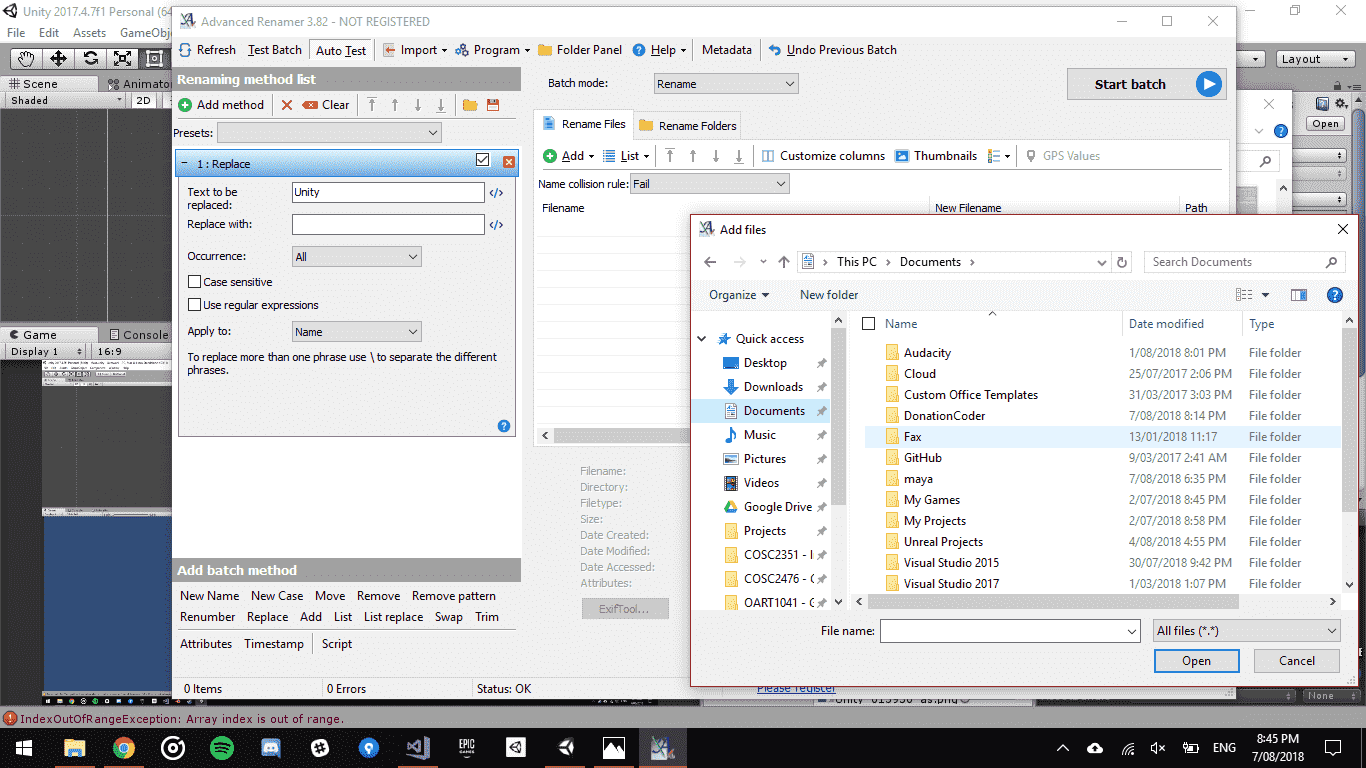 Unity 2017.4.7f1 Personal (64
File Edit Assets GameObj
Scene Animator
Shaded 2D
Game Console
Display 1 16:9
Advanced Renamer 3.82 - NOT REGISTERED
Refresh Test Batch Auto Test Import Program Folder Panel Help Metadata Undo Previous Batch
Renaming method list
Add method Clear
Presets:
1 : Replace
Text to be replaced: Unity
Replace with:
Occurrence: All
Case sensitive
Use regular expressions
Apply to: Name
To replace more than one phrase use \ to separate the different
phrases.
Add batch method
New Name New Case Move Remove Remove pattern
Renumber Replace Add List List replace Swap Trim
Attributes Timestamp Script
0 Items 0 Errors Status: OK
Batch mode: Rename Start batch
Rename Files Rename Folders
Add List Customize columns Thumbnails GPS Values
Name collision rule: Fail
Filename New Filename Path
Filename:
Directory:
Filetype:
Size:
Date Created:
Date Modified:
Date Accessed:
Attributes:
ExifTool...
Please register
Add files
This PC Documents Search Documents
Organize New folder
Name Date modified Type
Quick access
Desktop
Downloads
Documents
Music
Pictures
Videos
Google Drive
Projects
COSC2351 - I
COSC2476 - C
OART1041 - G
Audacity 1/08/2018 8:01 PM File folder
Cloud 25/07/2017 2:06 PM File folder
Custom Office Templates 31/03/2017 3:03 PM File folder
DonationCoder 7/08/2018 8:14 PM File folder
Fax 13/01/2018 11:17 File folder
GitHub 9/03/2017 2:41 AM File folder
maya 7/08/2018 6:35 PM File folder
My Games 2/07/2018 8:45 PM File folder
My Projects 2/07/2018 8:58 PM File folder
Unreal Projects 4/08/2018 4:55 PM File folder
Visual Studio 2015 30/07/2018 9:42 PM File folder
Visual Studio 2017 1/03/2018 1:07 PM File folder
File name: All files (*.*)
Open Cancel
Layout
Open
None
IndexOutOfRangeException: Array index is out of range.
EPIC GAMES
ENG
8:45 PM
7/08/2018